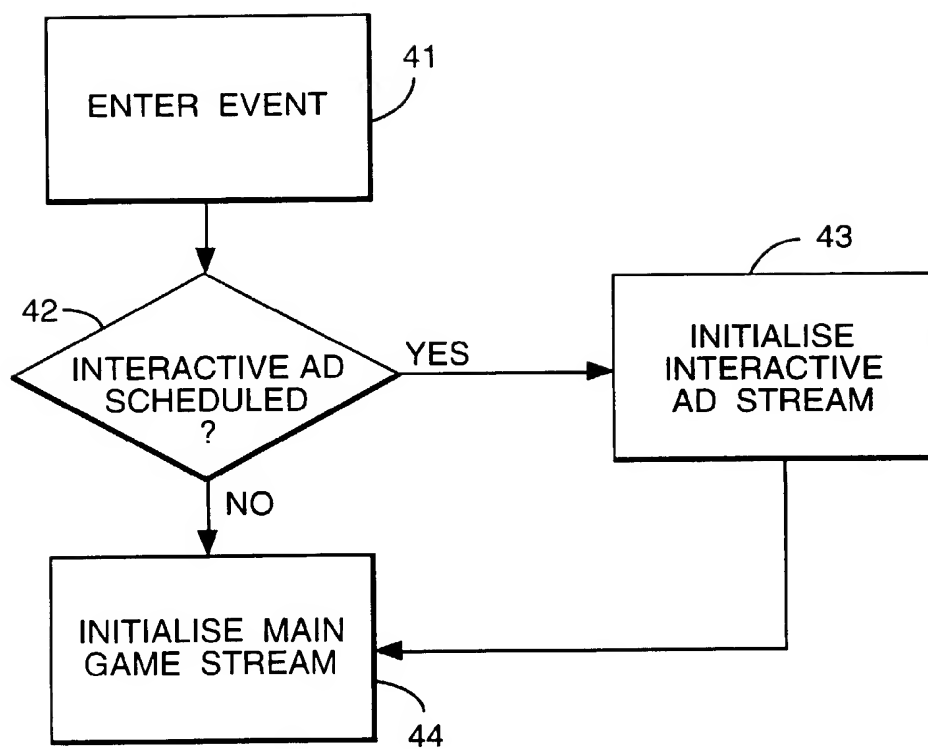 41
ENTER EVENT
42
INTERACTIVE AD
SCHEDULED
?
YES
43
INITIALISE
INTERACTIVE
AD STREAM
NO
INITIALISE MAIN
GAME STREAM
44